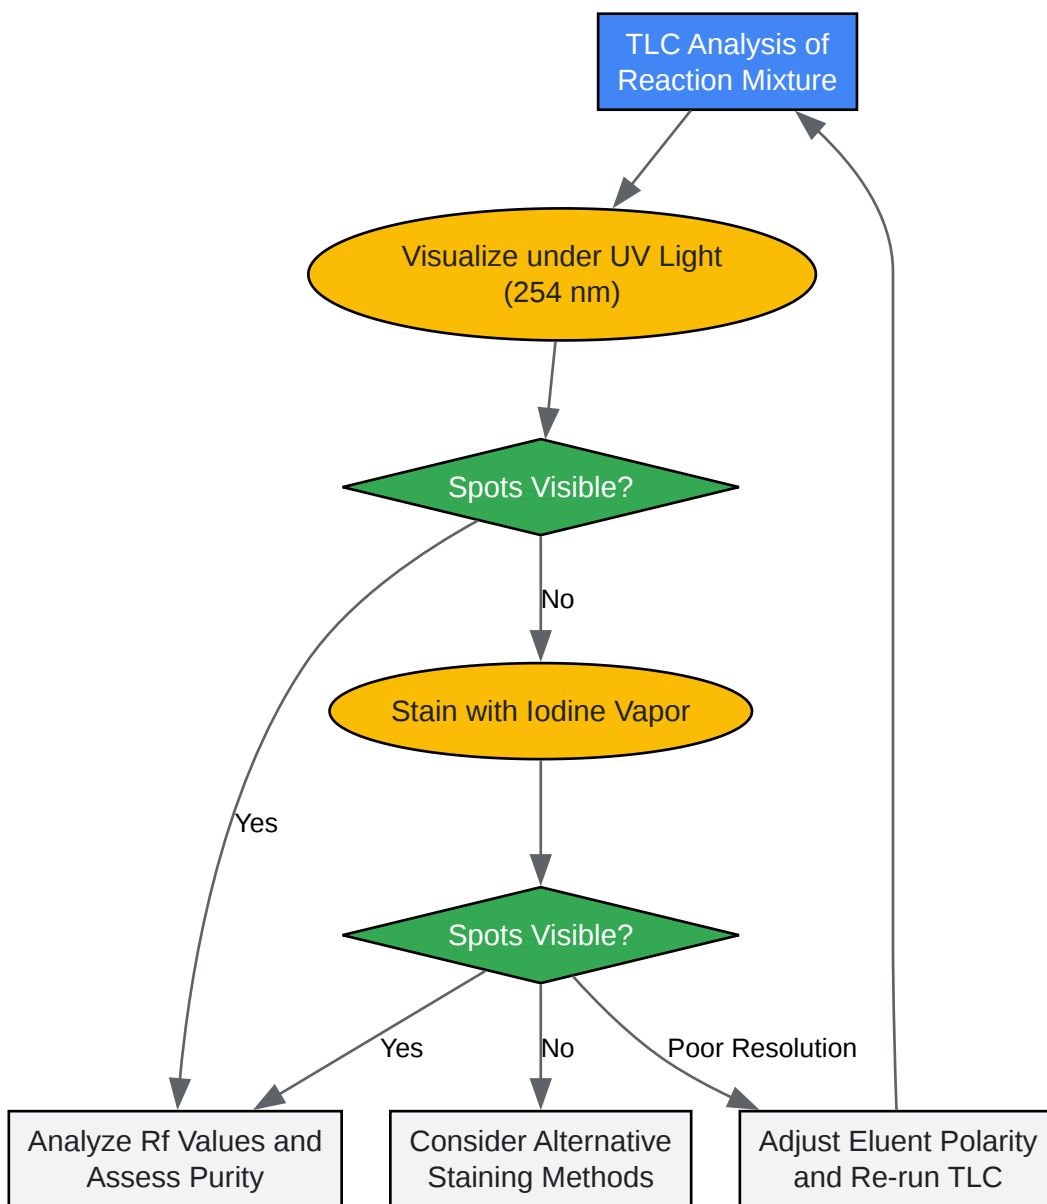 TLC Analysis of
Reaction Mixture
Visualize under UV Light
(254 nm)
Spots Visible?
No
Stain with Iodine Vapor
Yes
Spots Visible?
Yes
No
Poor Resolution
Analyze Rf Values and
Assess Purity
Consider Alternative
Staining Methods
Adjust Eluent Polarity
and Re-run TLC